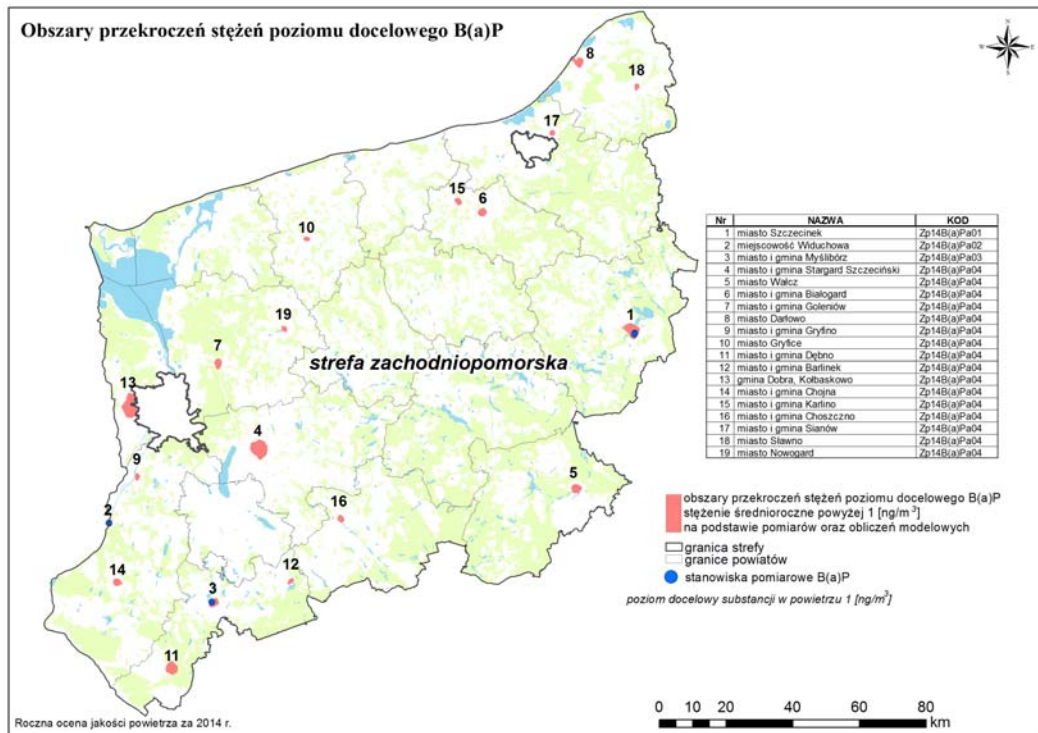 Obszary przekroczeń stężeń poziomu docelowego B(a)P
N
W
E
S
8
18
17
15
6
10
1
19
7
strefa zachodniopomorska
13
4
9
5
2
16
14
3
12
11
Nr NAZWA KOD
1 miasto Szczecinek Zp14B(a)Pa01
2 miejscowość Widuchowa Zp14B(a)Pa02
3 miasto i gmina Myślibórz Zp14B(a)Pa03
4 miasto i gmina Stargard Szczeciński Zp14B(a)Pa04
5 miasto Wałcz Zp14B(a)Pa04
6 miasto i gmina Białogard Zp14B(a)Pa04
7 miasto i gmina Goleniów Zp14B(a)Pa04
8 miasto Darłowo Zp14B(a)Pa04
9 miasto i gmina Gryfino Zp14B(a)Pa04
10 miasto Gryfice Zp14B(a)Pa04
11 miasto i gmina Dębno Zp14B(a)Pa04
12 miasto i gmina Barlinek Zp14B(a)Pa04
13 gmina Dobra, Kołbaskowo Zp14B(a)Pa04
14 miasto i gmina Chojna Zp14B(a)Pa04
15 miasto i gmina Karlino Zp14B(a)Pa04
16 miasto i gmina Choszczno Zp14B(a)Pa04
17 miasto i gmina Sianów Zp14B(a)Pa04
18 miasto Sławno Zp14B(a)Pa04
19 miasto Nowogard Zp14B(a)Pa04
obszary przekroczeń stężeń poziomu docelowego B(a)P
stężenie średnioroczne powyżej 1 [ng/m³]
na podstawie pomiarów oraz obliczeń modelowych
granica strefy
granice powiatów
stanowiska pomiarowe B(a)P
poziom docelowy substancji w powietrzu 1 [ng/m³]
Roczna ocena jakości powietrza za 2014 r.
0 10 20 40 60 80
km